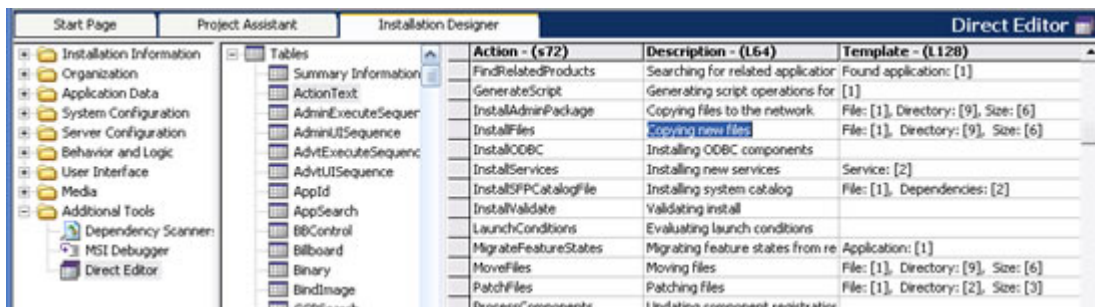 Start Page Project Assistant Installation Designer Direct Editor
Installation Information
Organization
Application Data
System Configuration
Server Configuration
Behavior and Logic
User Interface
Media
Additional Tools
Dependency Scanners
MSI Debugger
Direct Editor
Tables
Summary Information
ActionText
AdminExecuteSequen
AdminUISequence
AdvtExecuteSequenc
AdvtUISequence
AppId
AppSearch
BBControl
Billboard
Binary
BindImage
Action - (s72) Description - (L64) Template - (L128)
FindRelatedProducts Searching for related application Found application: [1]
GenerateScript Generating script operations for [1]
InstallAdminPackage Copying files to the network File: [1], Directory: [9], Size: [6]
InstallFiles Copying new files File: [1], Directory: [9], Size: [6]
InstallODBC Installing ODBC components
InstallServices Installing new services Service: [2]
InstallSFPCatalogFile Installing system catalog File: [1], Dependencies: [2]
InstallValidate Validating install
LaunchConditions Evaluating launch conditions
MigrateFeatureStates Migrating feature states from re Application: [1]
MoveFiles Moving files File: [1], Directory: [9], Size: [6]
PatchFiles Patching files File: [1], Directory: [2], Size: [3]
ProcessComponents Updating component registration